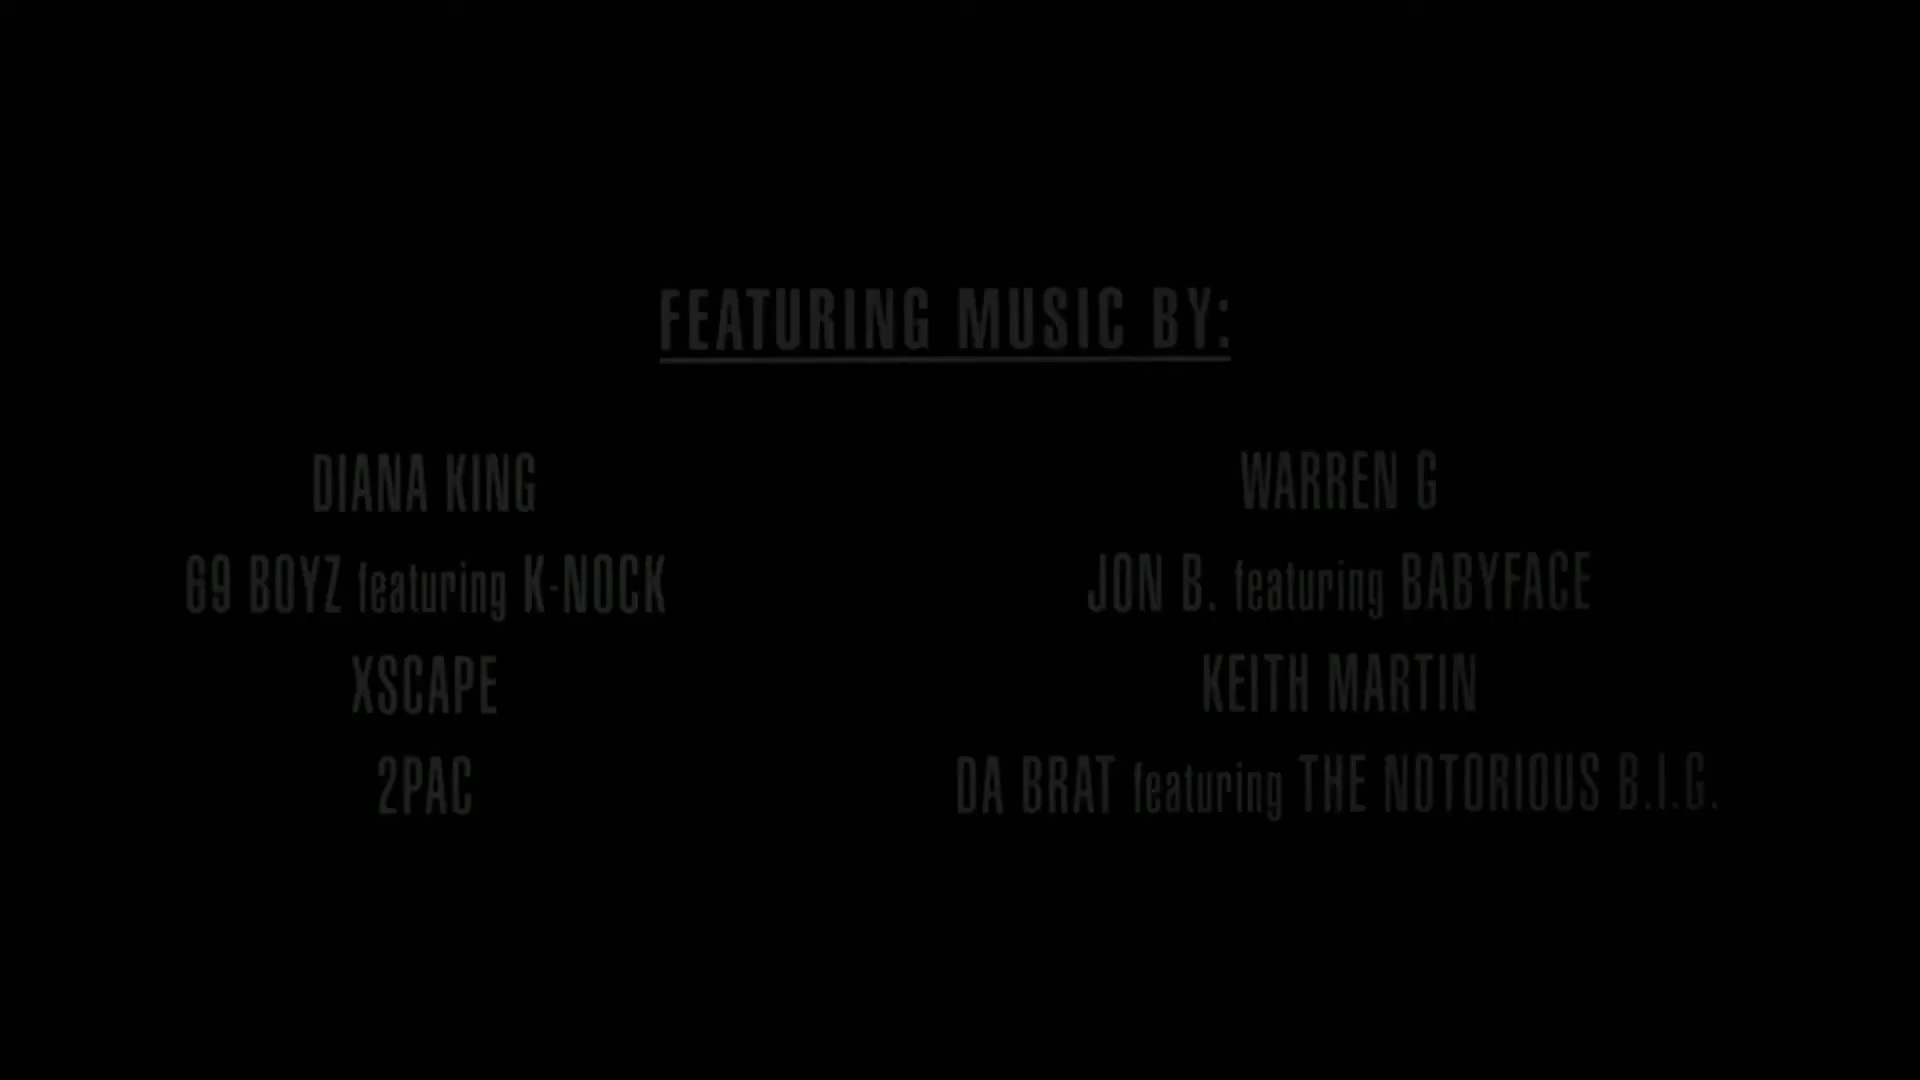 FEATURING MUSIC BY:
DIANA KING
69 BOYZ featuring K-NOCK
XSCAPE
2PAC
WARREN G
JON B. featuring BABYFACE
KEITH MARTIN
DA BRAT featuring THE NOTORIOUS B.I.G.